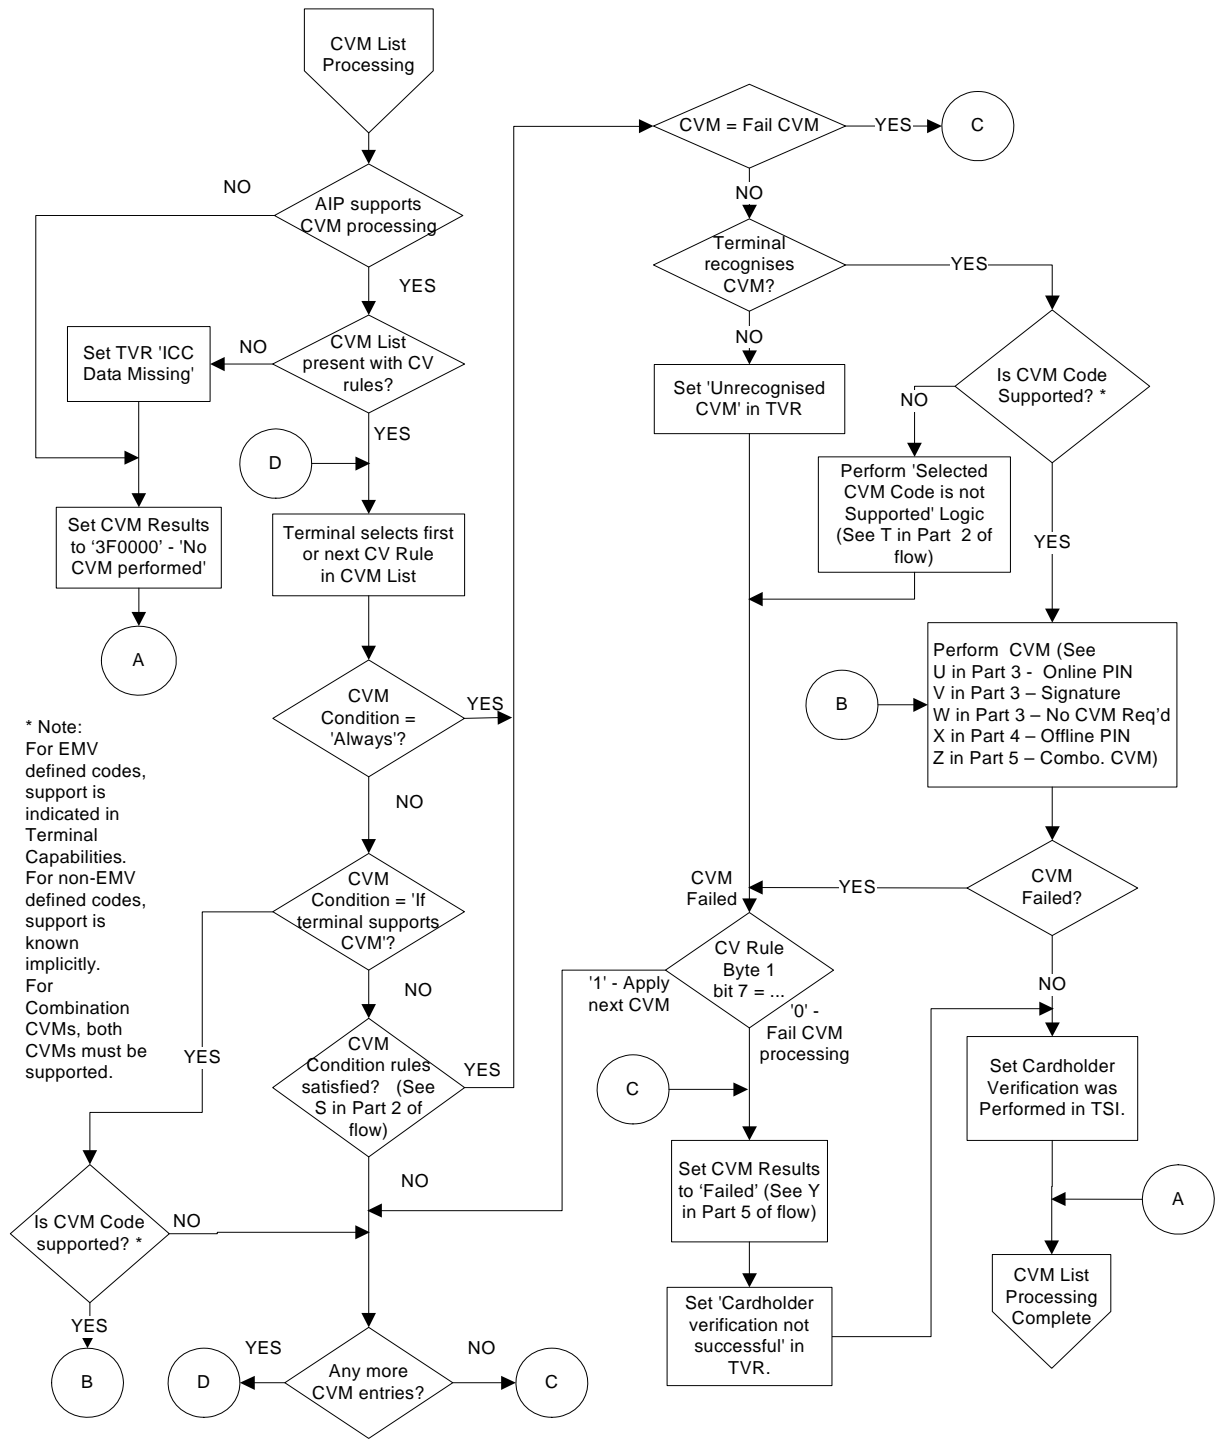 CVM List
Processing
NO
AIP supports
CVM processing
YES
CVM List
present with CV
rules?
NO
Set TVR 'ICC
Data Missing'
YES
D
Set CVM Results
to ‘3F0000’ - 'No
CVM performed'
A
Terminal selects first
or next CV Rule
in CVM List
CVM
Condition =
'Always'?
YES
NO
* Note:
For EMV
defined codes,
support is
indicated in
Terminal
Capabilities.
For non-EMV
defined codes,
support is
known
implicitly.
For
Combination
CVMs, both
CVMs must be
supported.
CVM
Condition = 'If
terminal supports
CVM'?
YES
NO
CVM
Condition rules
satisfied? (See
S in Part 2 of
flow)
YES
NO
Is CVM Code
supported? *
NO
YES
B
Any more
CVM entries?
YES
D
NO
C
CVM = Fail CVM
YES
C
NO
Terminal
recognises
CVM?
YES
NO
Set 'Unrecognised
CVM' in TVR
Is CVM Code
Supported? *
NO
Perform 'Selected
CVM Code is not
Supported' Logic
(See T in Part 2 of
flow)
YES
B
Perform CVM (See
U in Part 3 - Online PIN
V in Part 3 – Signature
W in Part 3 – No CVM Req'd
X in Part 4 – Offline PIN
Z in Part 5 – Combo. CVM)
CVM
Failed?
YES
CVM
Failed
NO
CV Rule
Byte 1
bit 7 = ...
'1' - Apply
next CVM
'0' -
Fail CVM
processing
C
Set CVM Results
to ‘Failed’ (See Y
in Part 5 of flow)
Set 'Cardholder
verification not
successful' in
TVR.
Set Cardholder
Verification was
Performed in TSI.
A
CVM List
Processing
Complete